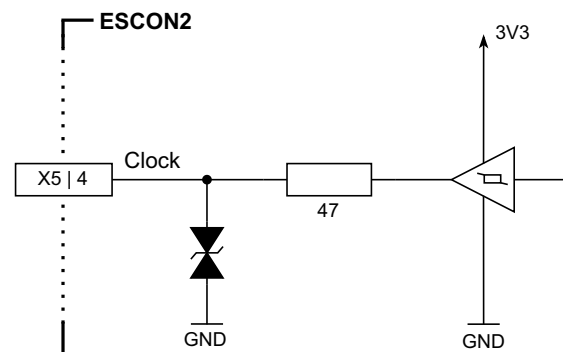 ESCON2
3V3
Clock
X5 | 4
47
GND
GND